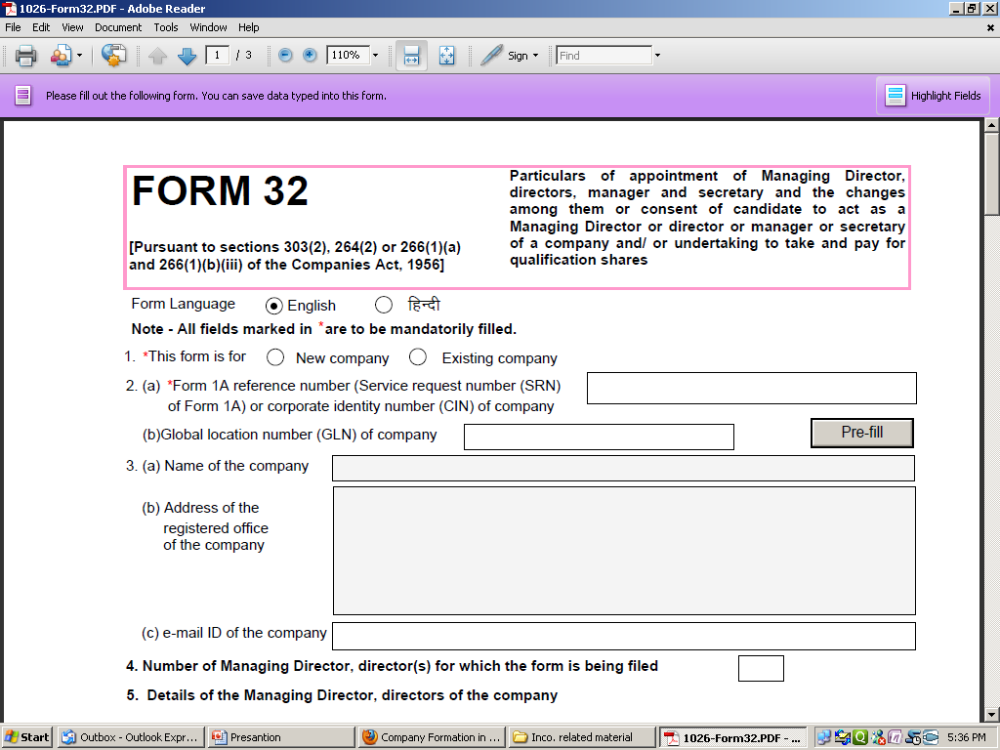 1026-Form32.PDF - Adobe Reader
File Edit View Document Tools Window Help
1 / 3 110% Sign Find
Please fill out the following form. You can save data typed into this form. Highlight Fields
FORM 32
[Pursuant to sections 303(2), 264(2) or 266(1)(a)
and 266(1)(b)(iii) of the Companies Act, 1956]
Particulars of appointment of Managing Director,
directors, manager and secretary and the changes
among them or consent of candidate to act as a
Managing Director or director or manager or secretary
of a company and/ or undertaking to take and pay for
qualification shares
Form Language English हिन्दी
Note - All fields marked in *are to be mandatorily filled.
1. *This form is for New company Existing company
2. (a) *Form 1A reference number (Service request number (SRN)
of Form 1A) or corporate identity number (CIN) of company
(b)Global location number (GLN) of company Pre-fill
3. (a) Name of the company
(b) Address of the
registered office
of the company
(c) e-mail ID of the company
4. Number of Managing Director, director(s) for which the form is being filed
5. Details of the Managing Director, directors of the company
Start Outbox - Outlook Expr... Presantion Company Formation in ... Inco. related material 1026-Form32.PDF - ... 5:36 PM